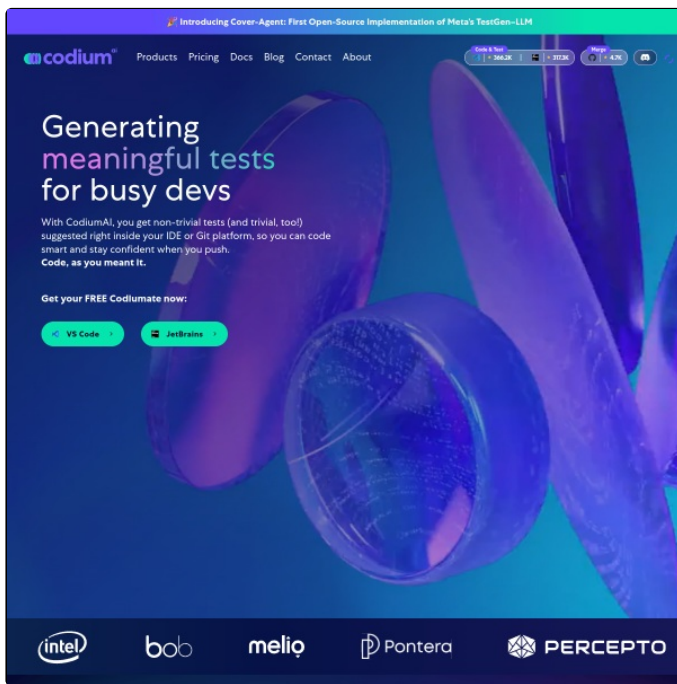 🎉 Introducing Cover-Agent: First Open-Source Implementation of Meta's TestGen-LLM
codium ai
Products Pricing Docs Blog Contact About
Code & Test
366.2K | 317.3K
Merge
4.7K
Generating
meaningful tests
for busy devs
With CodiumAI, you get non-trivial tests (and trivial, too!)
suggested right inside your IDE or Git platform, so you can code
smart and stay confident when you push.
Code, as you meant it.
Get your FREE Codiumate now:
VS Code > JetBrains >
intel bob melio Pontera PERCEPTO